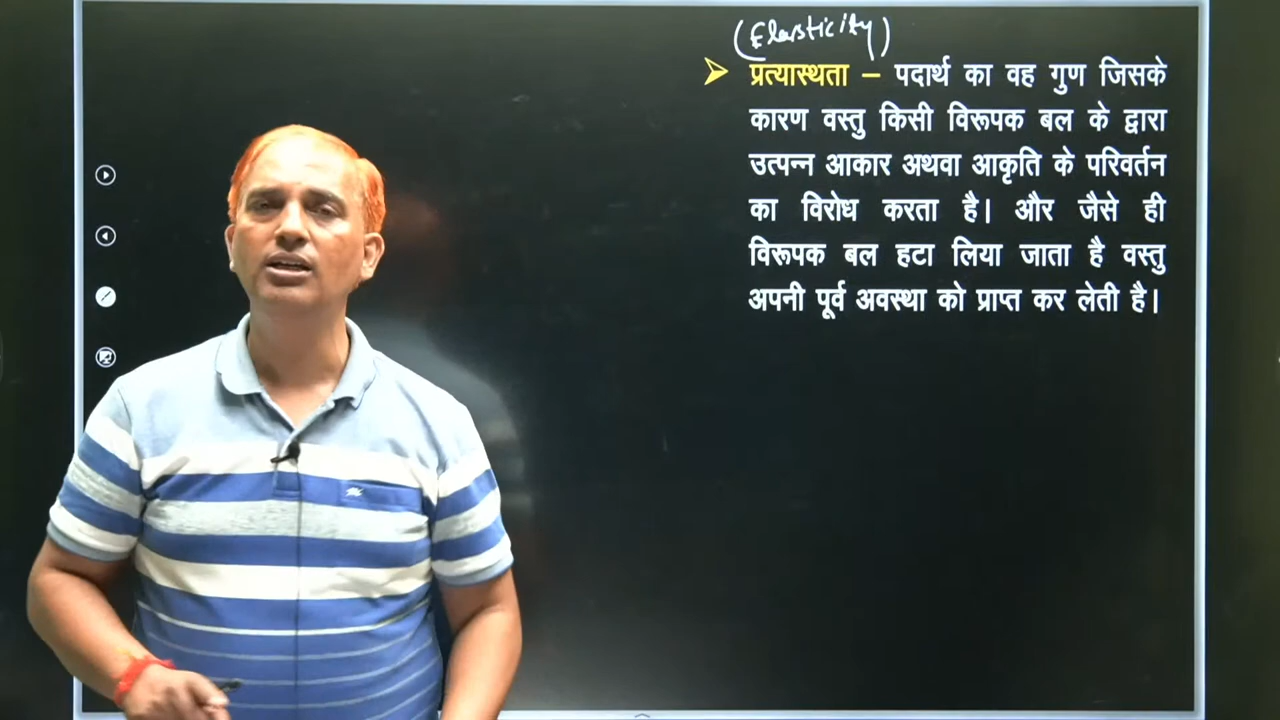 (Elasticity)
➤ प्रत्यास्थता – पदार्थ का वह गुण जिसके
कारण वस्तु किसी विरूपक बल के द्वारा
उत्पन्न आकार अथवा आकृति के परिवर्तन
का विरोध करता है। और जैसे ही
विरूपक बल हटा लिया जाता है वस्तु
अपनी पूर्व अवस्था को प्राप्त कर लेती है।